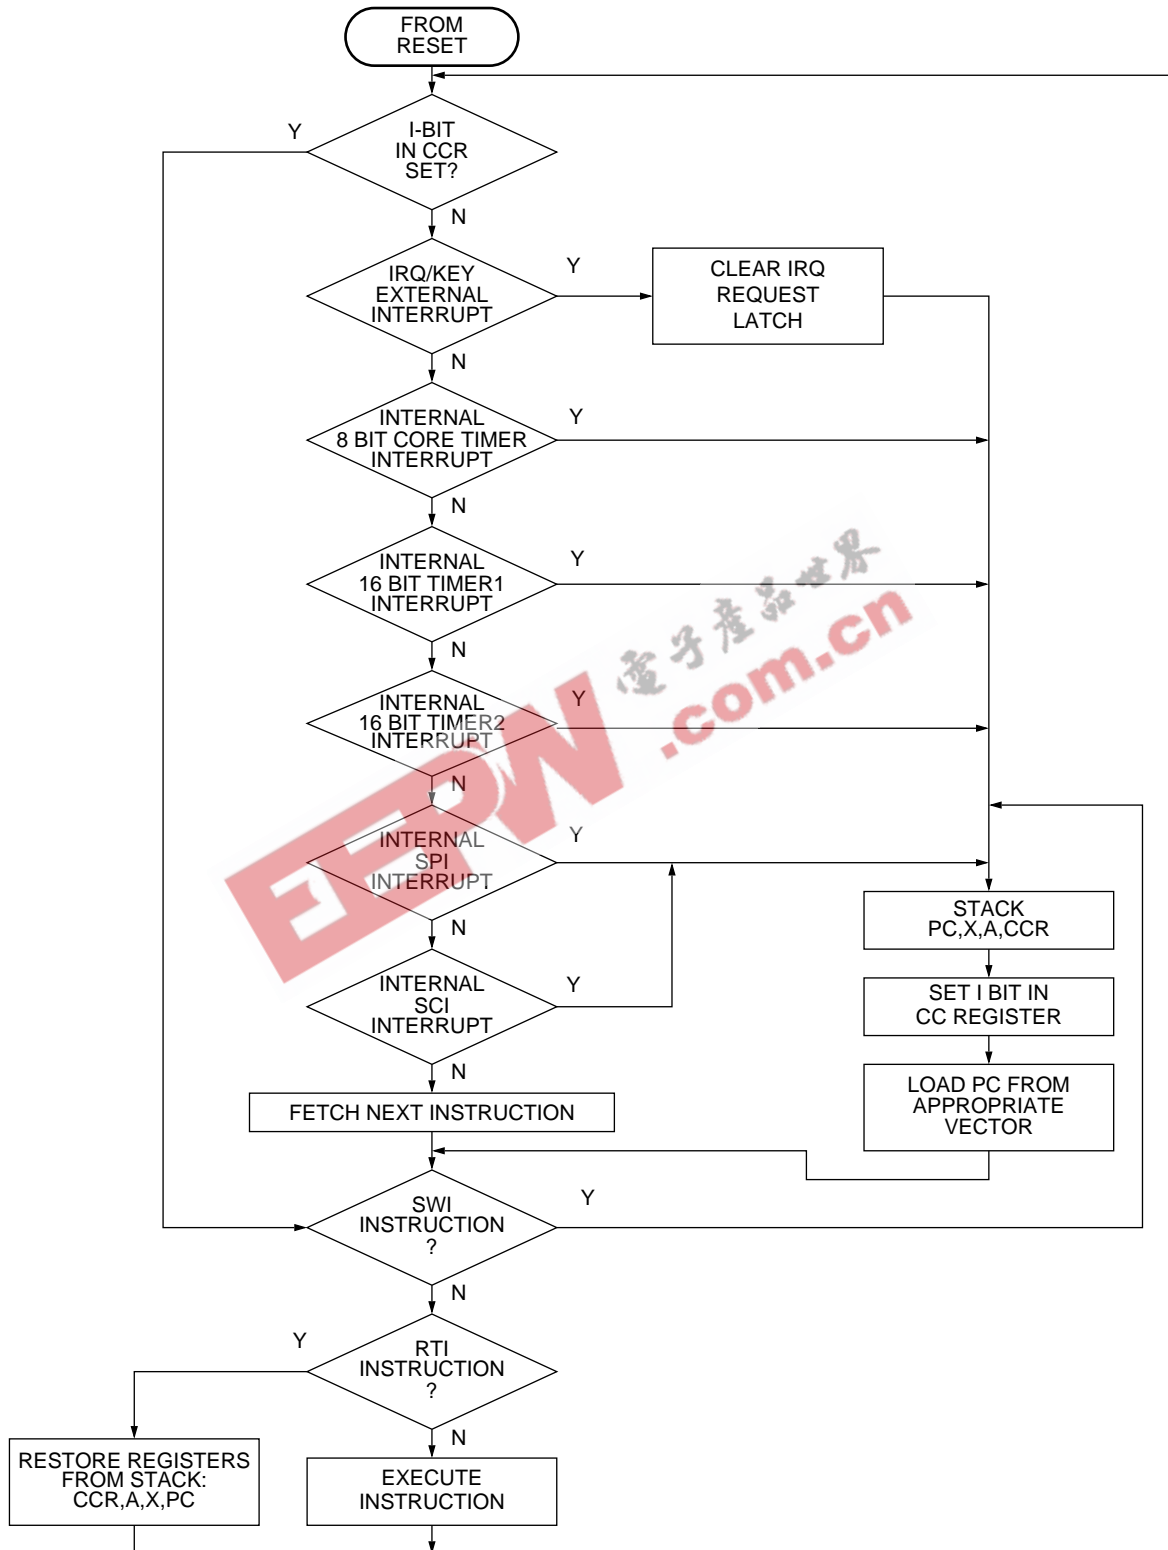 FROM
RESET
Y
I-BIT
IN CCR
SET?
N
IRQ/KEY
EXTERNAL
INTERRUPT
Y
CLEAR IRQ
REQUEST
LATCH
N
INTERNAL
8 BIT CORE TIMER
INTERRUPT
Y
N
INTERNAL
16 BIT TIMER1
INTERRUPT
Y
N
INTERNAL
16 BIT TIMER2
INTERRUPT
Y
N
INTERNAL
SPI
INTERRUPT
Y
N
INTERNAL
SCI
INTERRUPT
Y
N
STACK
PC,X,A,CCR
SET I BIT IN
CC REGISTER
LOAD PC FROM
APPROPRIATE
VECTOR
FETCH NEXT INSTRUCTION
SWI
INSTRUCTION
?
Y
N
Y
RTI
INSTRUCTION
?
N
RESTORE REGISTERS
FROM STACK:
CCR,A,X,PC
EXECUTE
INSTRUCTION
EEPW
電子產品世界
.com.cn